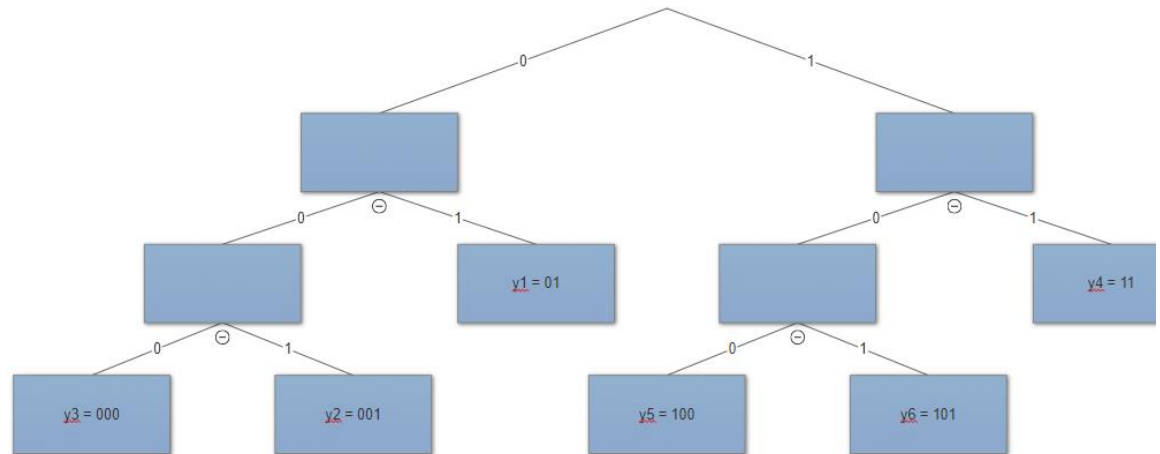 0
1
0
1
0
1
y1 = 01
y4 = 11
0
1
0
1
y3 = 000
y2 = 001
y5 = 100
y6 = 101